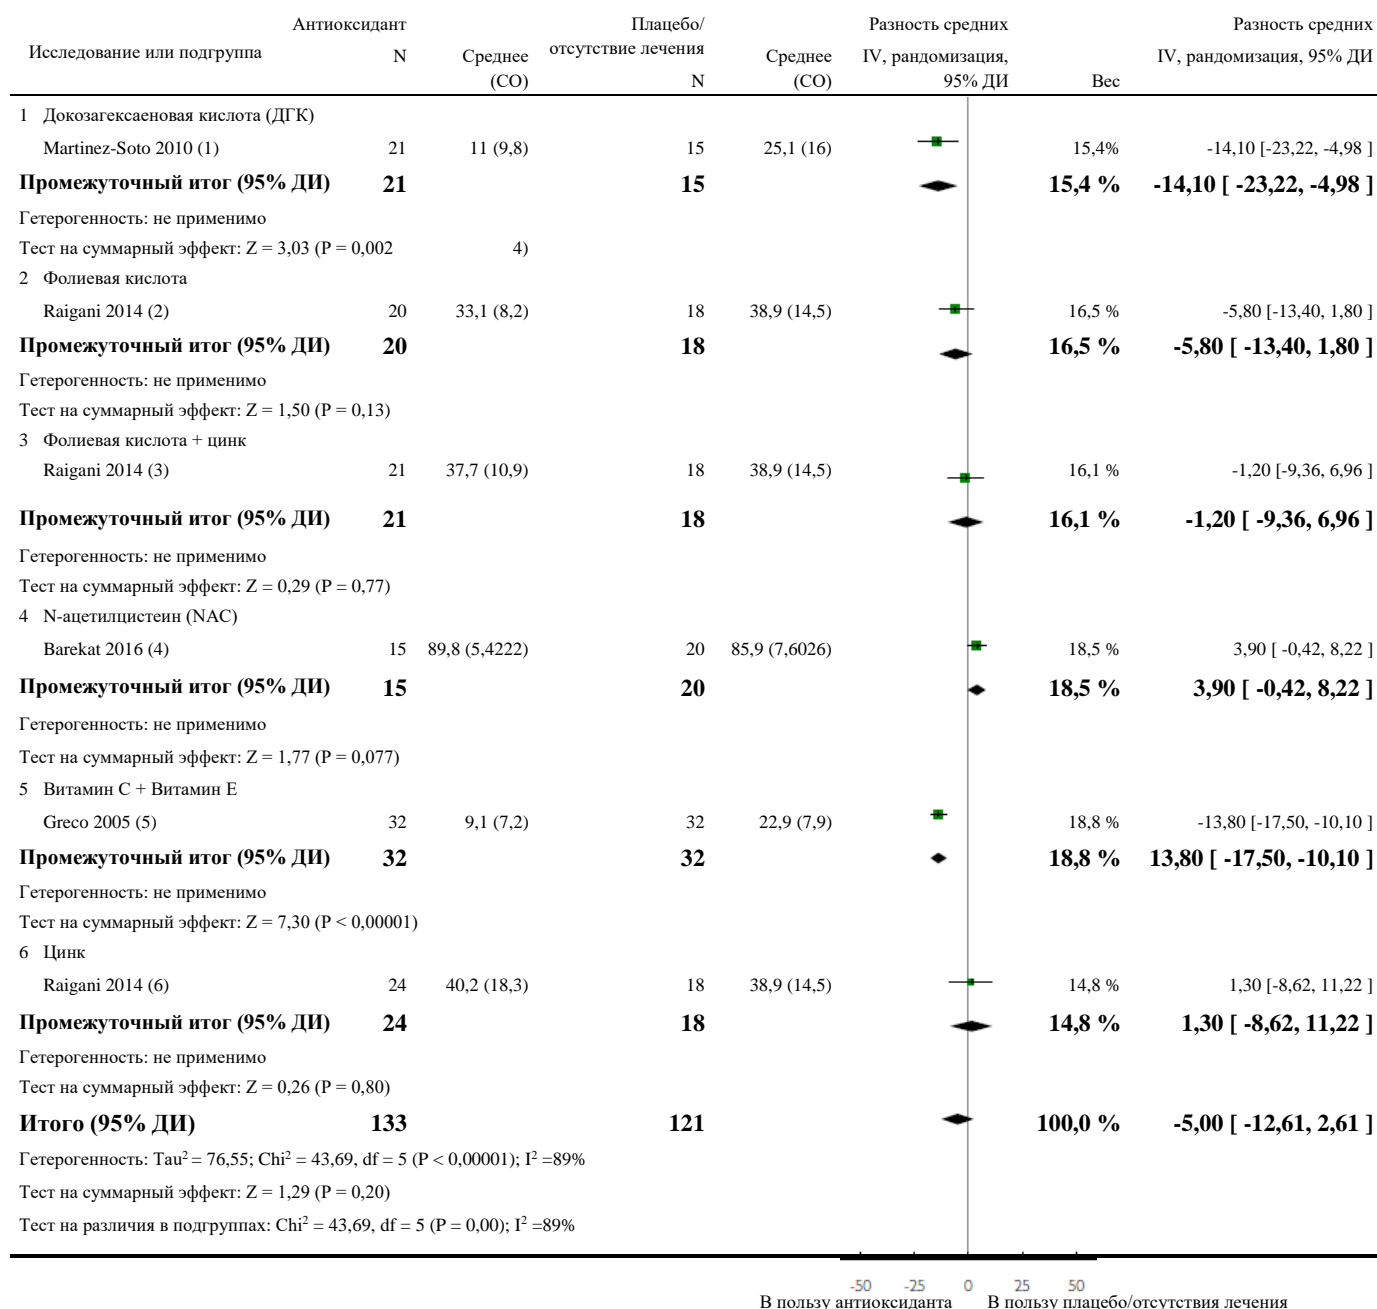 Антиоксидант Плацебо/ Разность средних Разность средних
Исследование или подгруппа N Среднее отсутствие лечения Среднее IV, рандомизация, IV, рандомизация, 95% ДИ
(СО) N (СО) 95% ДИ Вес
1 Докозагексаеновая кислота (ДГК)
Martinez-Soto 2010 (1) 21 11 (9,8) 15 25,1 (16) 15,4% -14,10 [-23,22, -4,98 ]
Промежуточный итог (95% ДИ) 21 15 15,4 % -14,10 [ -23,22, -4,98 ]
Гетерогенность: не применимо
Тест на суммарный эффект: Z = 3,03 (P = 0,002 4)
2 Фолиевая кислота
Raigani 2014 (2) 20 33,1 (8,2) 18 38,9 (14,5) 16,5 % -5,80 [-13,40, 1,80 ]
Промежуточный итог (95% ДИ) 20 18 16,5 % -5,80 [ -13,40, 1,80 ]
Гетерогенность: не применимо
Тест на суммарный эффект: Z = 1,50 (P = 0,13)
3 Фолиевая кислота + цинк
Raigani 2014 (3) 21 37,7 (10,9) 18 38,9 (14,5) 16,1 % -1,20 [-9,36, 6,96 ]
Промежуточный итог (95% ДИ) 21 18 16,1 % -1,20 [ -9,36, 6,96 ]
Гетерогенность: не применимо
Тест на суммарный эффект: Z = 0,29 (P = 0,77)
4 N-ацетилцистеин (NAC)
Barekat 2016 (4) 15 89,8 (5,4222) 20 85,9 (7,6026) 18,5 % 3,90 [ -0,42, 8,22 ]
Промежуточный итог (95% ДИ) 15 20 18,5 % 3,90 [ -0,42, 8,22 ]
Гетерогенность: не применимо
Тест на суммарный эффект: Z = 1,77 (P = 0,077)
5 Витамин С + Витамин Е
Greco 2005 (5) 32 9,1 (7,2) 32 22,9 (7,9) 18,8 % -13,80 [-17,50, -10,10 ]
Промежуточный итог (95% ДИ) 32 32 18,8 % 13,80 [ -17,50, -10,10 ]
Гетерогенность: не применимо
Тест на суммарный эффект: Z = 7,30 (P < 0,00001)
6 Цинк
Raigani 2014 (6) 24 40,2 (18,3) 18 38,9 (14,5) 14,8 % 1,30 [-8,62, 11,22 ]
Промежуточный итог (95% ДИ) 24 18 14,8 % 1,30 [ -8,62, 11,22 ]
Гетерогенность: не применимо
Тест на суммарный эффект: Z = 0,26 (P = 0,80)
Итого (95% ДИ) 133 121 100,0 % -5,00 [ -12,61, 2,61 ]
Гетерогенность: Tau² = 76,55; Chi² = 43,69, df = 5 (P < 0,00001); I² =89%
Тест на суммарный эффект: Z = 1,29 (P = 0,20)
Тест на различия в подгруппах: Chi² = 43,69, df = 5 (P = 0,00); I² =89%
-50 -25 0 25 50
В пользу антиоксиданта В пользу плацебо/отсутствия лечения